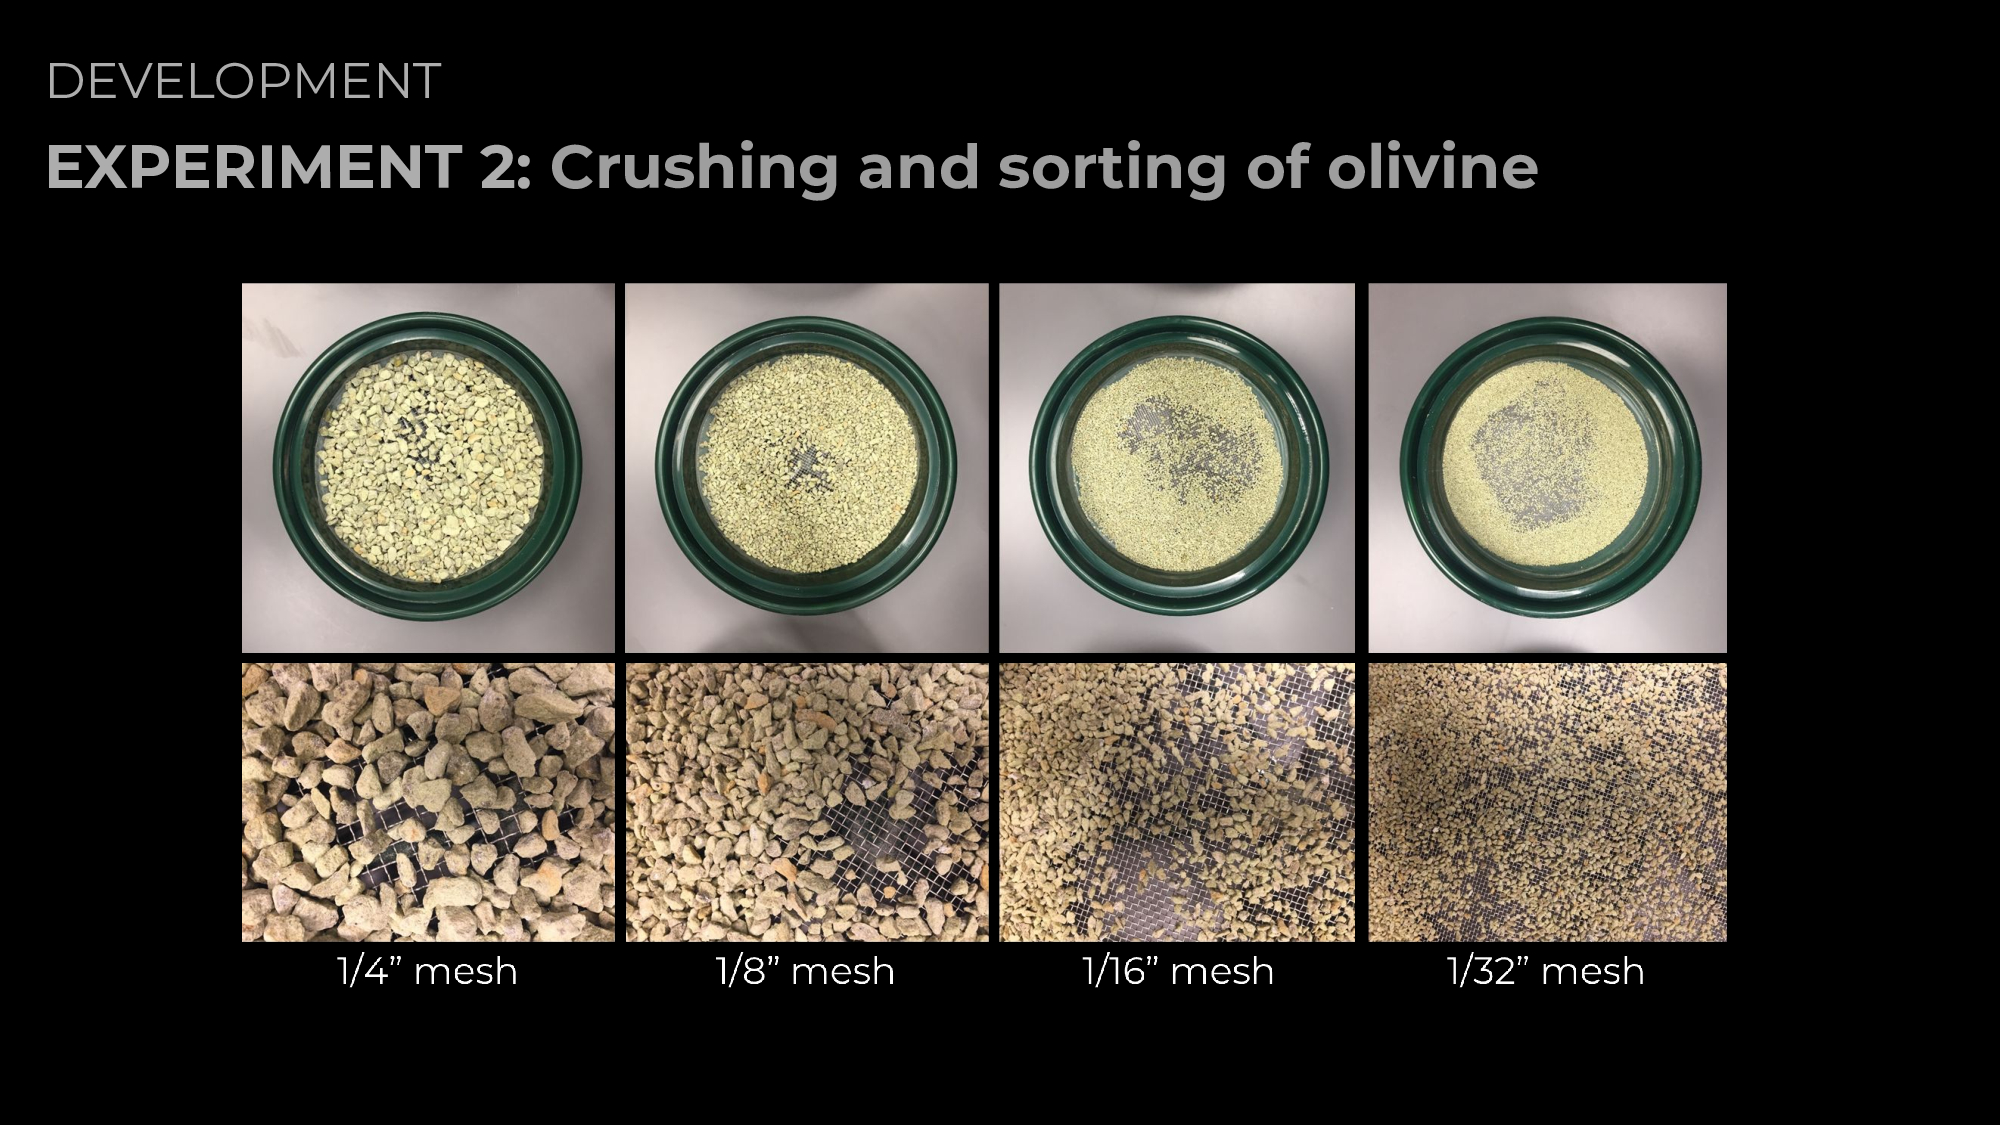 DEVELOPMENT
EXPERIMENT 2: Crushing and sorting of olivine
1/4” mesh
1/8” mesh
1/16” mesh
1/32” mesh